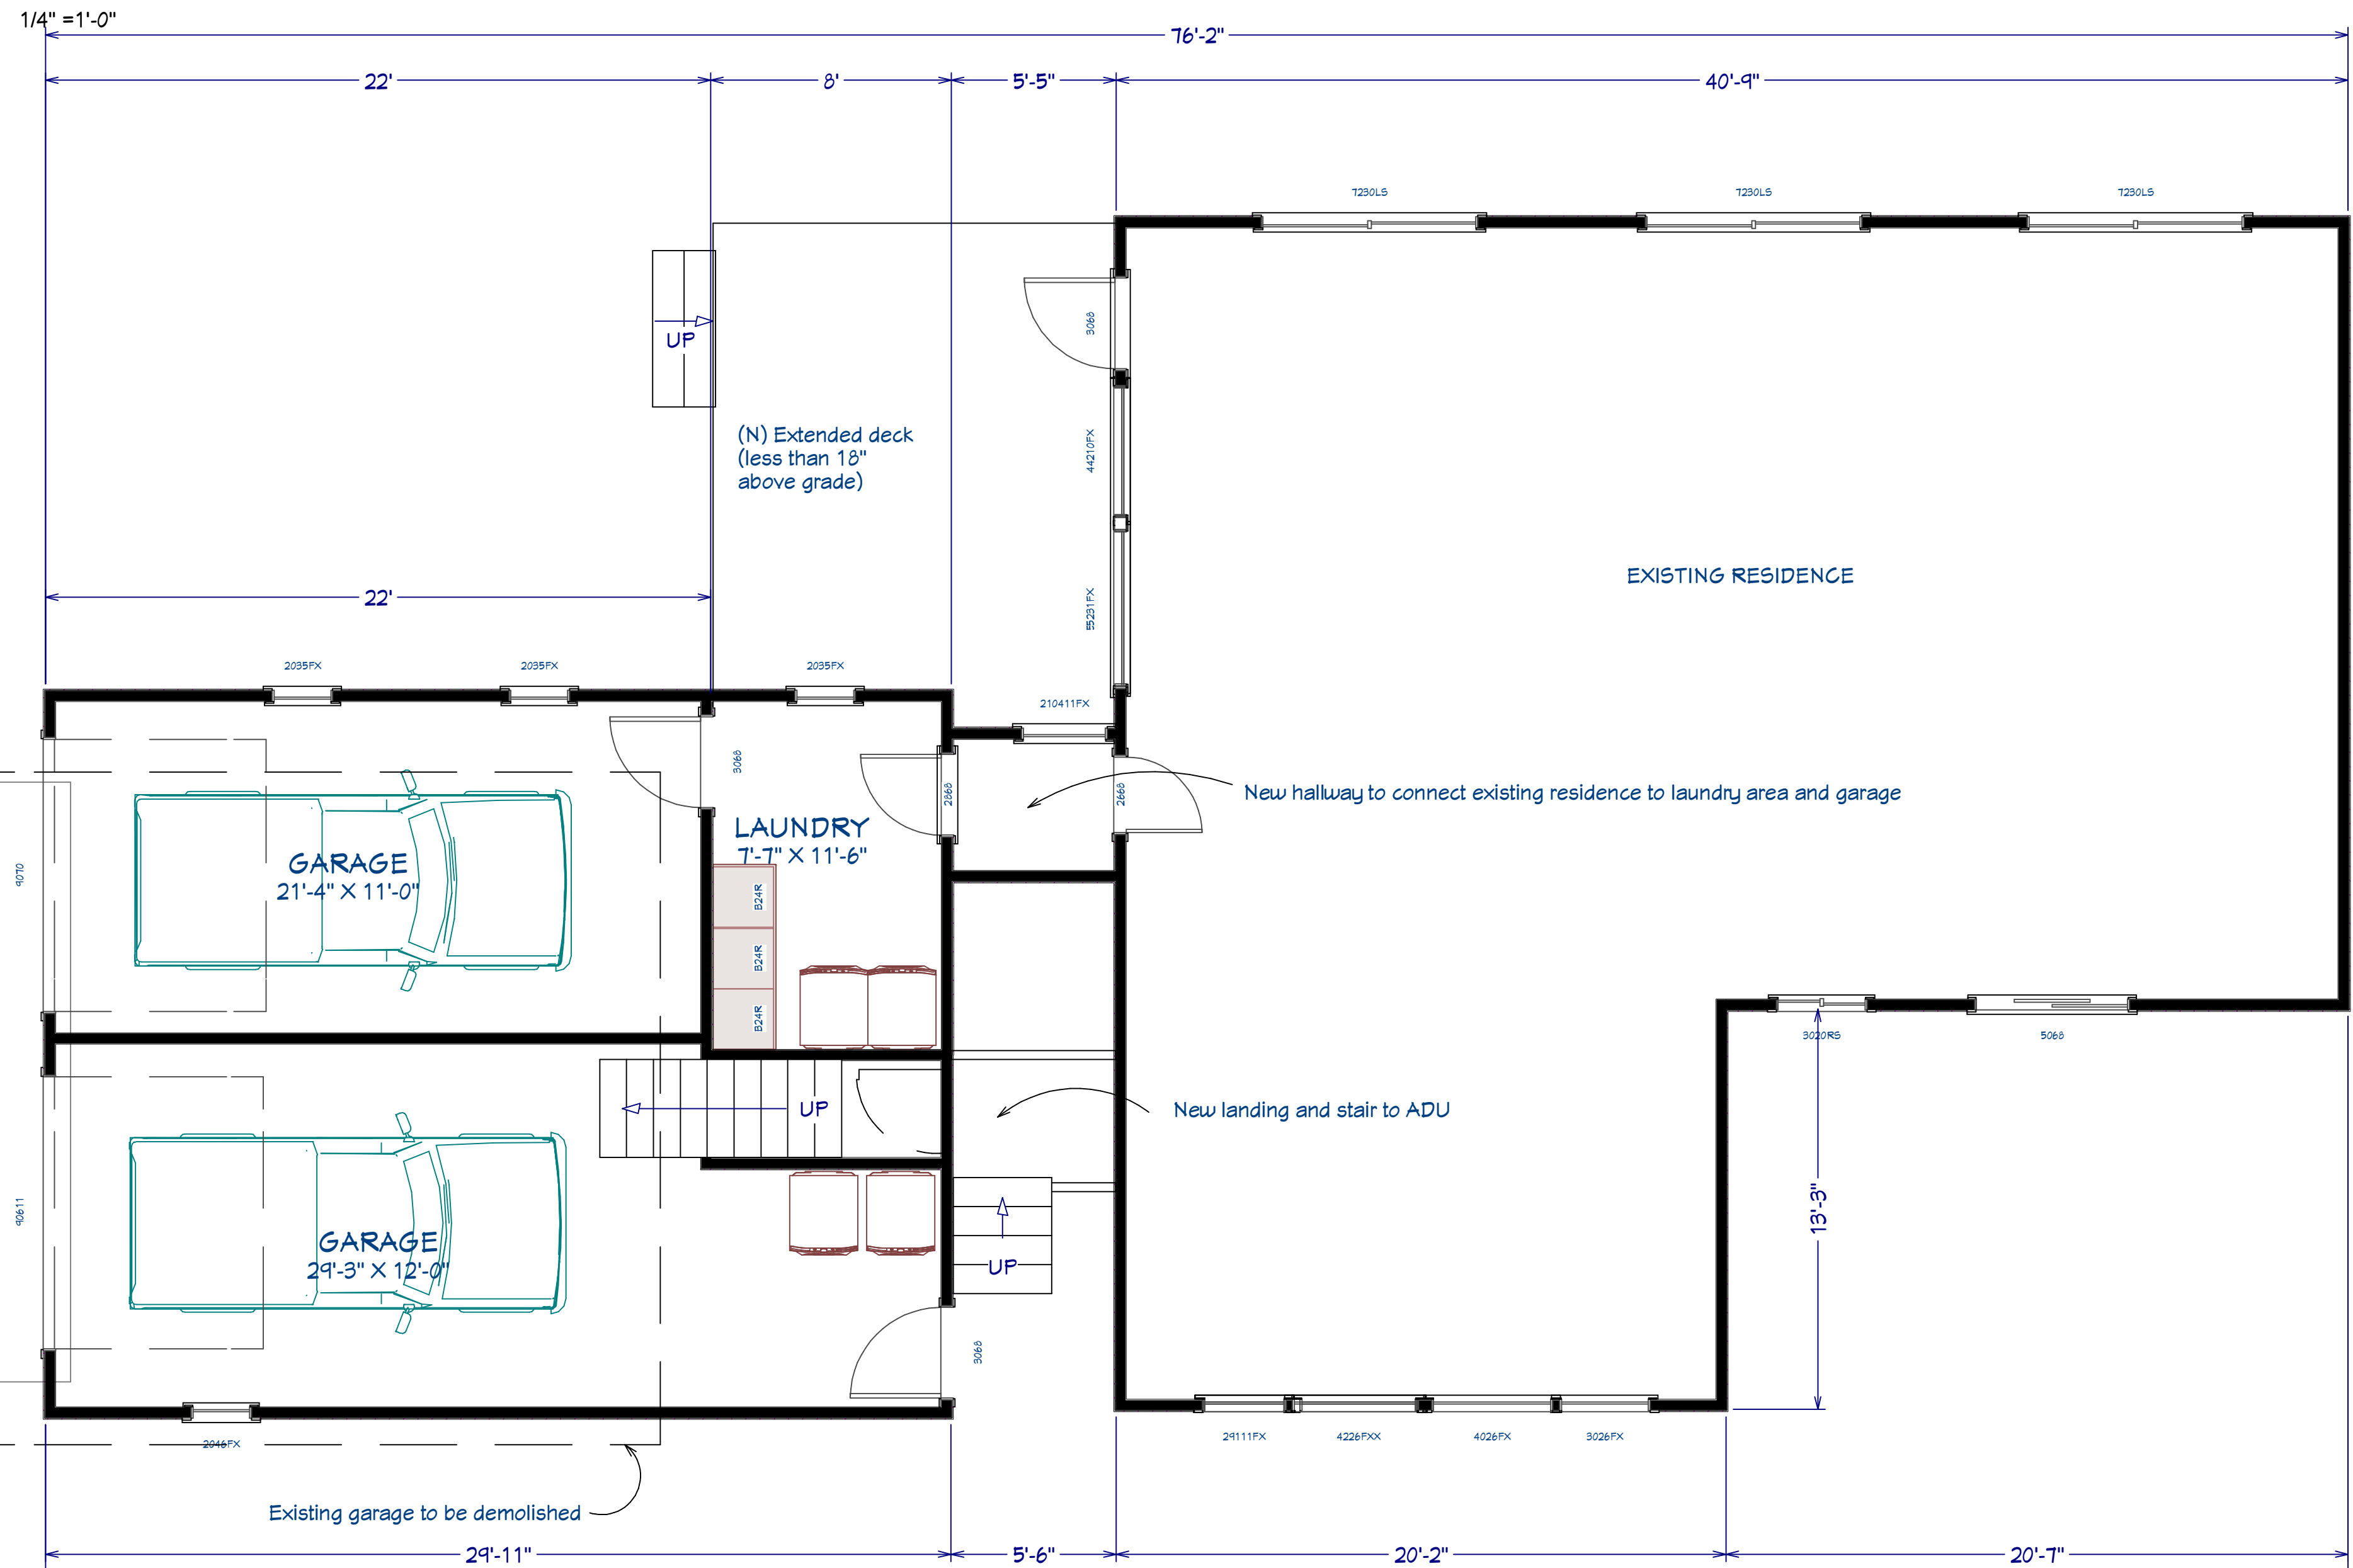 1/4" =1'-0"
76'-2"
22'
8'
5'-5"
40'-9"
7230LS
7230LS
7230LS
3068
UP
(N) Extended deck
(less than 18"
above grade)
44210FX
EXISTING RESIDENCE
22'
55231FX
2035FX
2035FX
2035FX
210411FX
3068
2868
2668
New hallway to connect existing residence to laundry area and garage
LAUNDRY
7'-7" X 11'-6"
GARAGE
21'-4" X 11'-0"
9070
B24R
B24R
B24R
3020RS
5068
UP
New landing and stair to ADU
13'-3"
90611
GARAGE
29'-3" X 12'-0"
UP
3068
2046FX
29111FX
4226FXX
4026FX
3026FX
Existing garage to be demolished
29'-11"
5'-6"
20'-2"
20'-7"